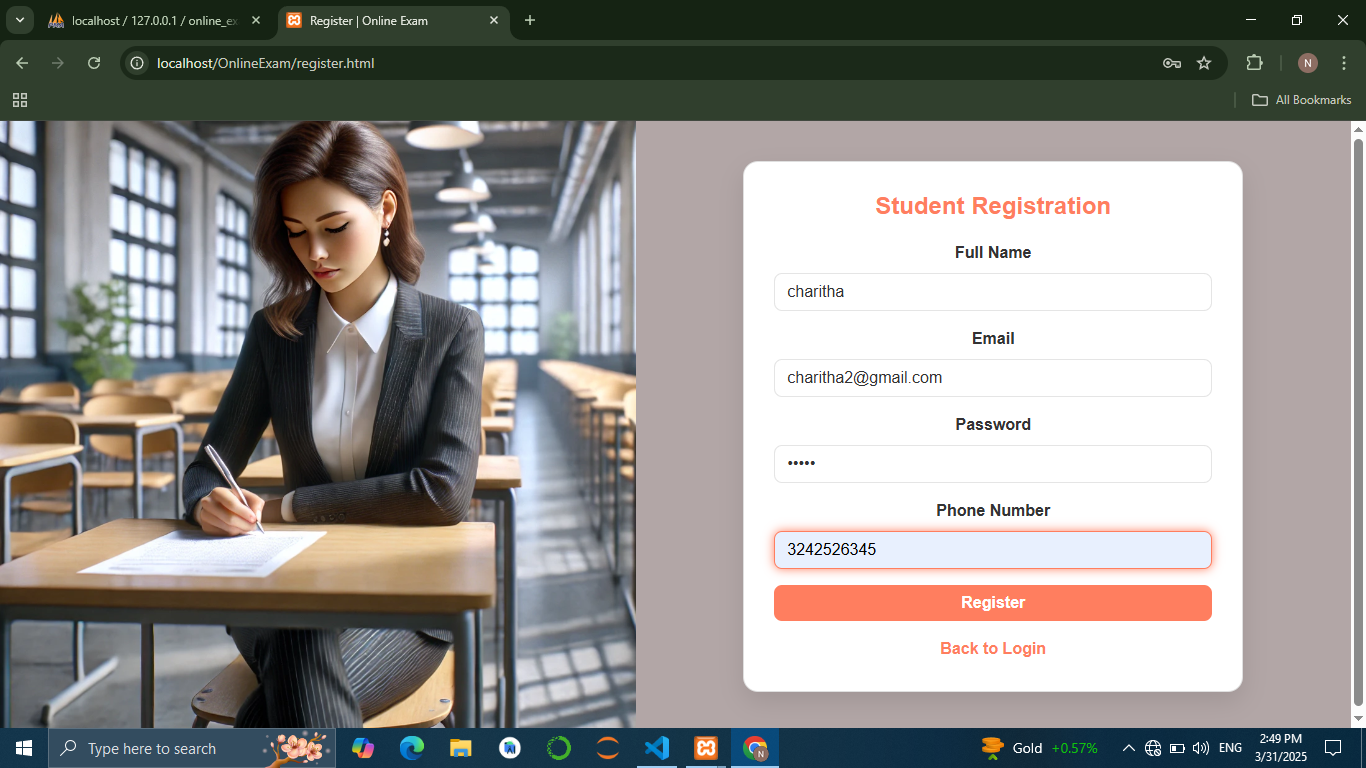 localhost / 127.0.0.1 / online_ex
Register | Online Exam
localhost/OnlineExam/register.html
N
All Bookmarks
Student Registration
Full Name
charitha
Email
charitha2@gmail.com
Password
•••••
Phone Number
3242526345
Register
Back to Login
Type here to search
N
Gold +0.57%
ENG
2:49 PM
3/31/2025